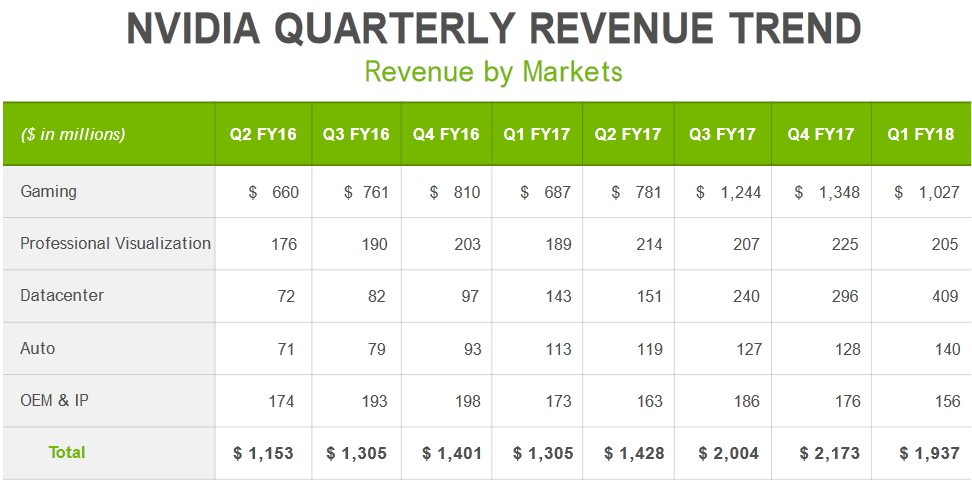 NVIDIA QUARTERLY REVENUE TREND
Revenue by Markets
($ in millions) Q2 FY16 Q3 FY16 Q4 FY16 Q1 FY17 Q2 FY17 Q3 FY17 Q4 FY17 Q1 FY18
Gaming $ 660 $ 761 $ 810 $ 687 $ 781 $ 1,244 $ 1,348 $ 1,027
Professional Visualization 176 190 203 189 214 207 225 205
Datacenter 72 82 97 143 151 240 296 409
Auto 71 79 93 113 119 127 128 140
OEM & IP 174 193 198 173 163 186 176 156
Total $ 1,153 $ 1,305 $ 1,401 $ 1,305 $ 1,428 $ 2,004 $ 2,173 $ 1,937